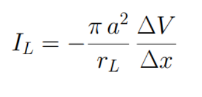 I_L = -\frac{\pi a^2}{r_L} \frac{\Delta V}{\Delta x}